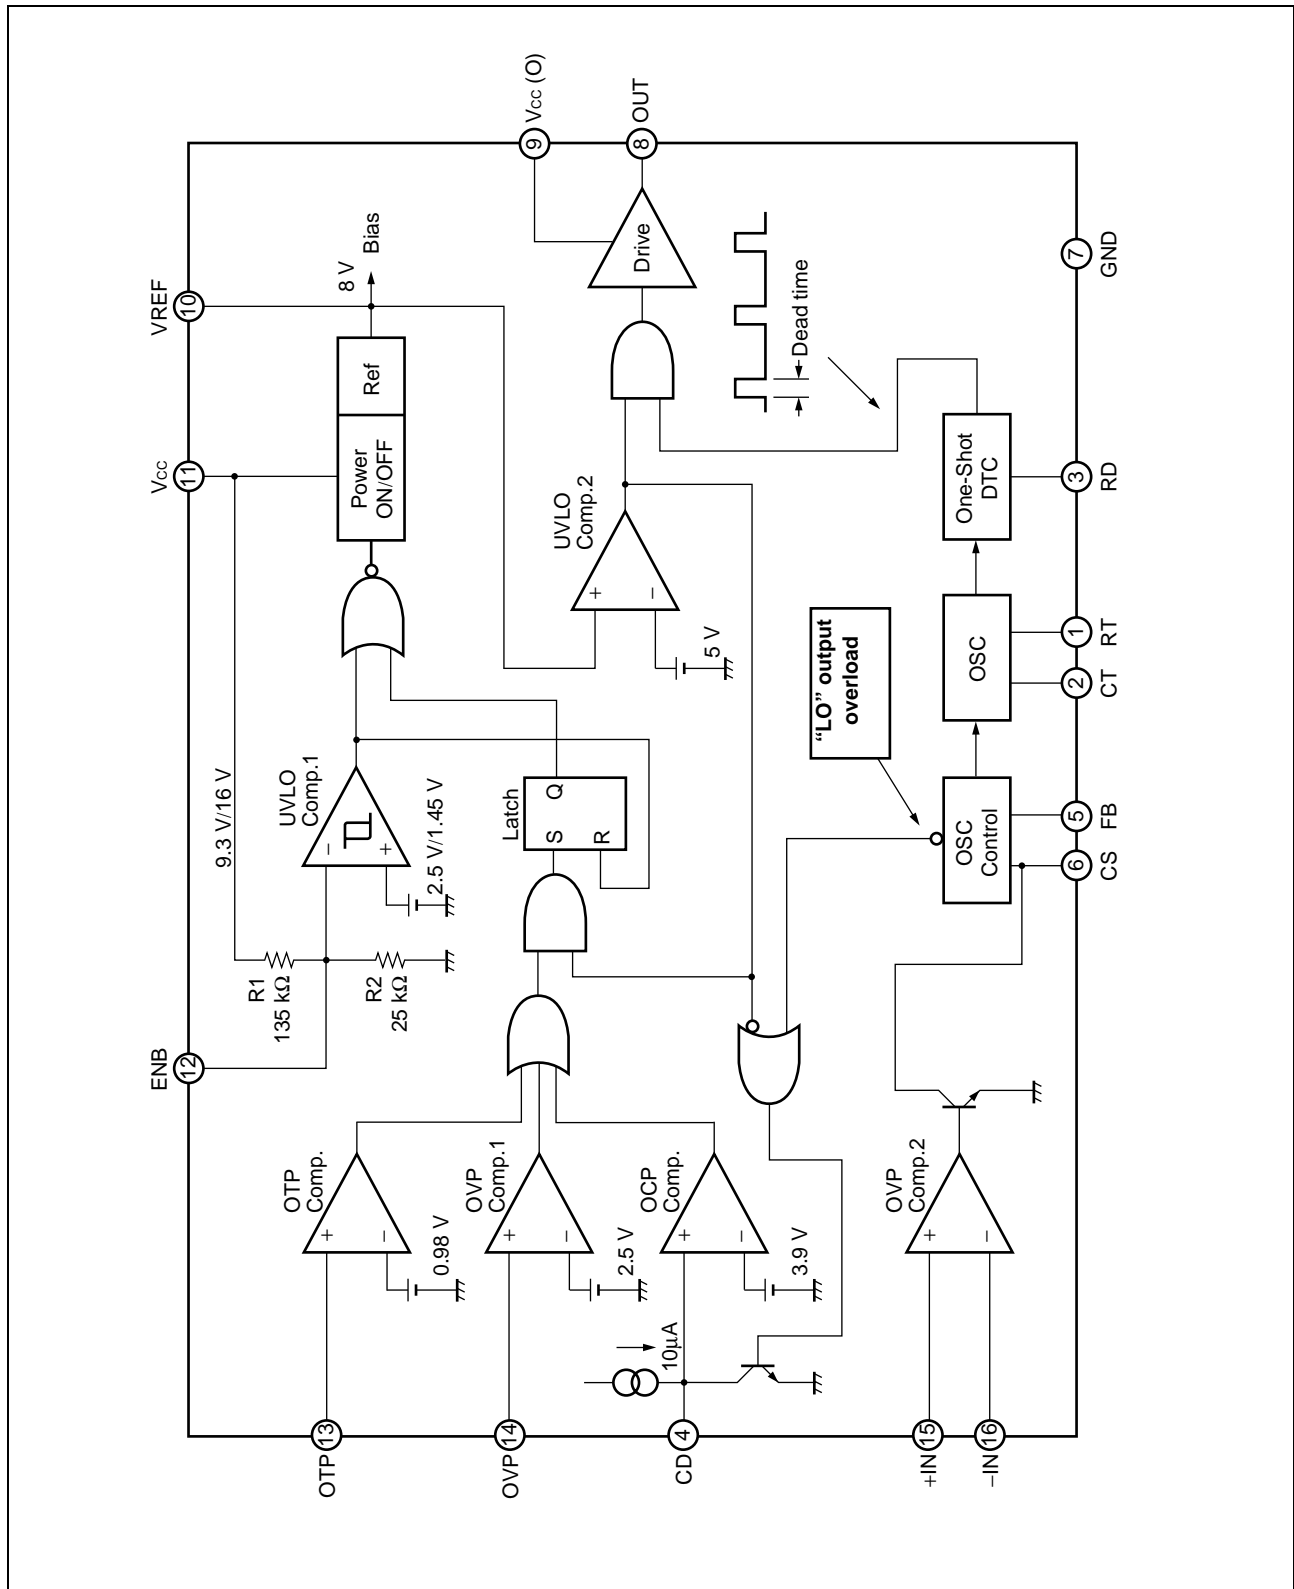 Vcc (O)
9
OUT
8
VREF
10
8 V
Bias
Drive
Dead time
GND
7
Vcc
11
Power
ON/OFF
Ref
UVLO
Comp.2
+
−
5 V
One-Shot
DTC
RD
3
9.3 V/16 V
UVLO
Comp.1
−
+
2.5 V/1.45 V
"LO" output
overload
OSC
RT
1
CT
2
Latch
S
Q
R
OSC
Control
FB
5
CS
6
ENB
12
R1
135 kΩ
R2
25 kΩ
OTP
Comp.
+
−
0.98 V
OVP
Comp.1
+
−
2.5 V
OCP
Comp.
+
−
3.9 V
10µA
OVP
Comp.2
+
−
OTP
13
OVP
14
CD
4
+IN
15
−IN
16